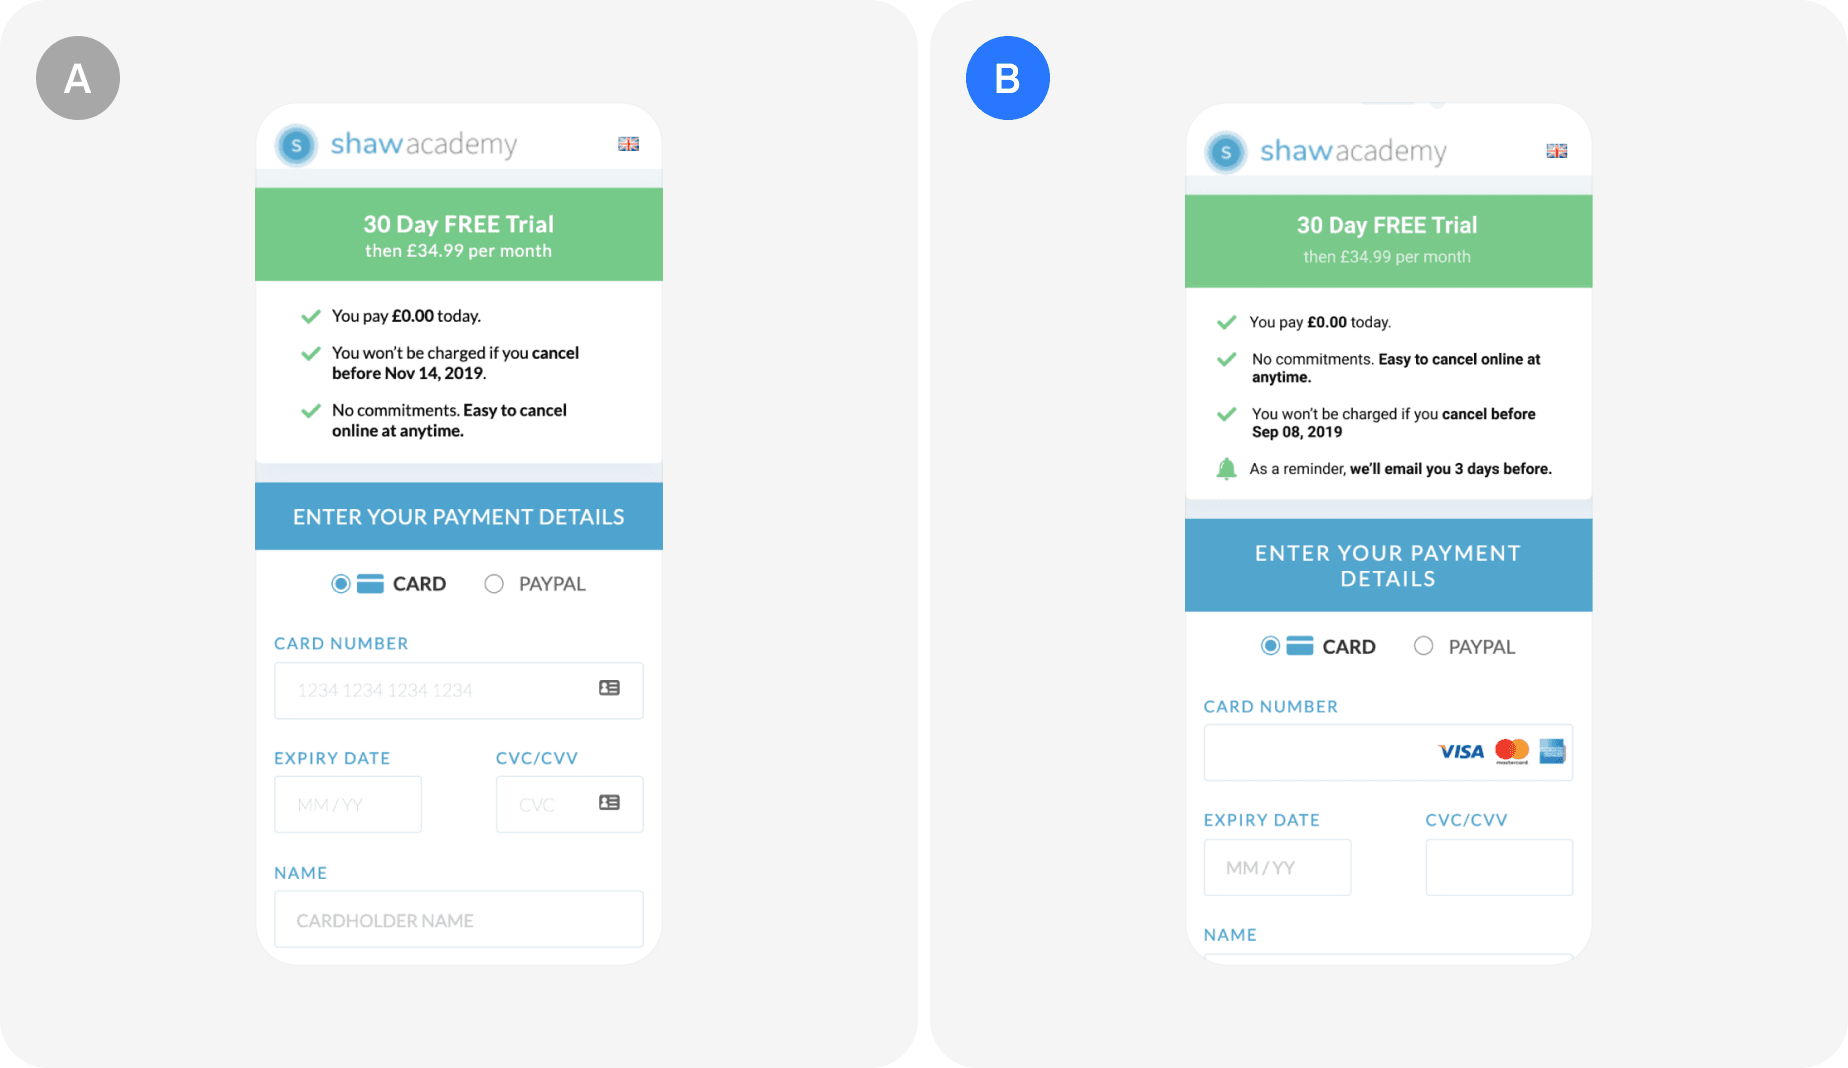 A
S shawacademy
30 Day FREE Trial
then £34.99 per month
You pay £0.00 today.
You won't be charged if you cancel
before Nov 14, 2019.
No commitments. Easy to cancel
online at anytime.
ENTER YOUR PAYMENT DETAILS
CARD PAYPAL
CARD NUMBER
1234 1234 1234 1234
EXPIRY DATE CVC/CVV
MM / YY CVC
NAME
CARDHOLDER NAME
B
S shawacademy
30 Day FREE Trial
then £34.99 per month
You pay £0.00 today.
No commitments. Easy to cancel online at
anytime.
You won't be charged if you cancel before
Sep 08, 2019
As a reminder, we'll email you 3 days before.
ENTER YOUR PAYMENT
DETAILS
CARD PAYPAL
CARD NUMBER
VISA mastercard
EXPIRY DATE CVC/CVV
MM / YY
NAME